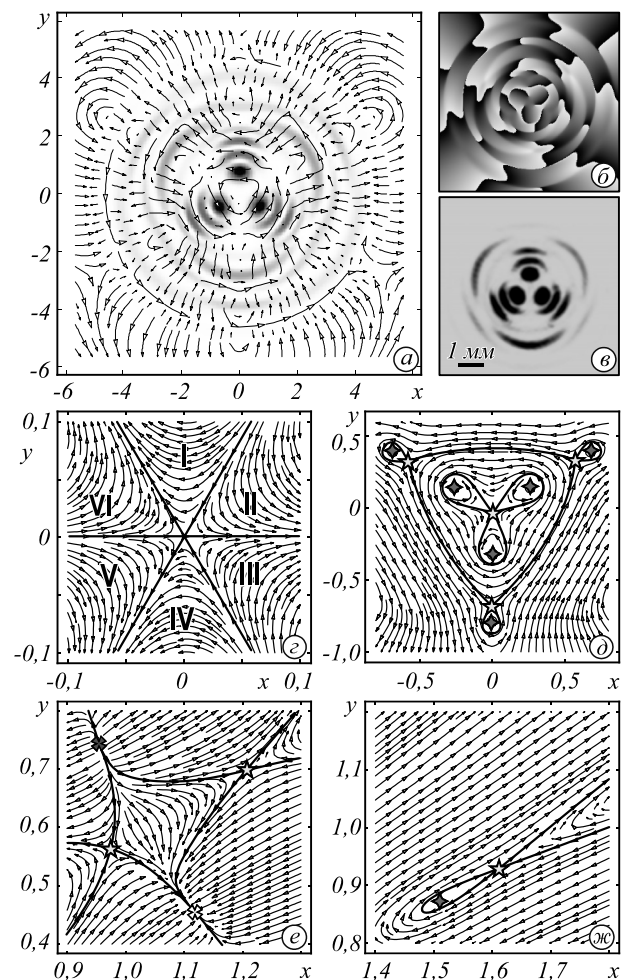 y
6
4
2
0
-2
-4
-6
-6 -4 -2 0 2 4 x
а
б
в
1 мм
0,1
y
0
-0,1
-0,1 0 x 0,1
I
II
III
IV
V
VI
г
y
0,5
0
-0,5
-1,0
-0,5 0 0,5 x
д
y
0,7
0,6
0,5
0,4
0,9 1,0 1,1 1,2 x
е
y
1,1
1,0
0,9
0,8
1,4 1,5 1,6 1,7 x
ж